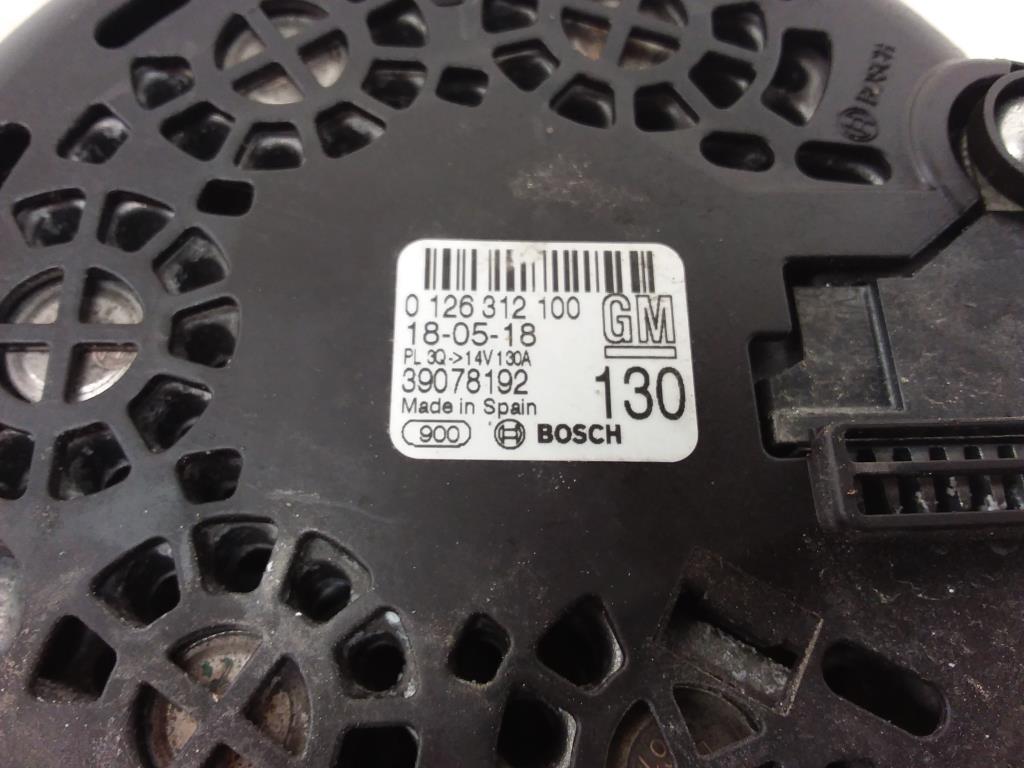 BOSCH
0 126 312 100
GM
18-05-18
PL 3Q->14V 130A
39078192
130
Made in Spain
900 BOSCH